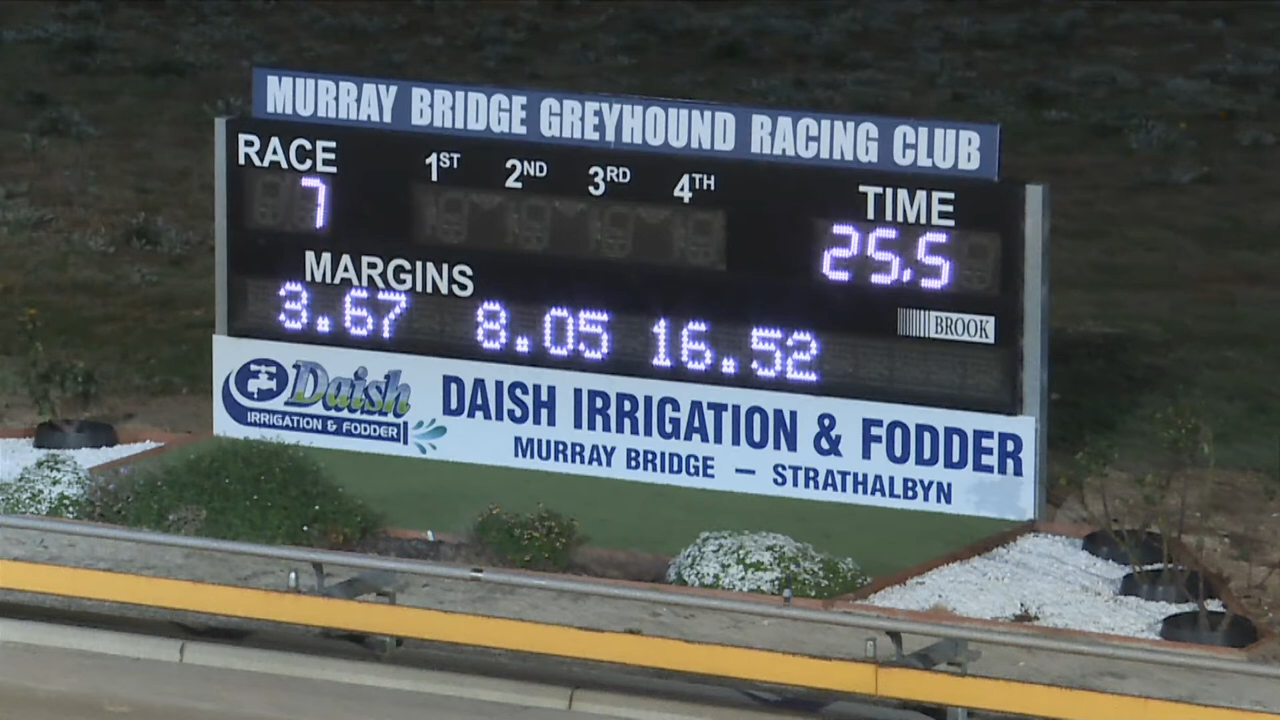 MURRAY BRIDGE GREYHOUND RACING CLUB
RACE 1ST 2ND 3RD 4TH TIME
7 25.5
MARGINS
3.67 8.05 16.52
BROOK
Daish
IRRIGATION & FODDER
DAISH IRRIGATION & FODDER
MURRAY BRIDGE — STRATHALBYN